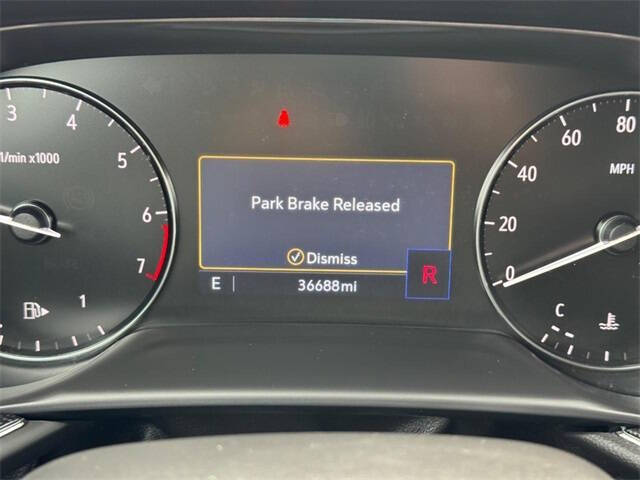 3 4 5 6 7
1/min x1000
1
Park Brake Released
Dismiss
E 36688mi R
0 20 40 60 80
MPH
C